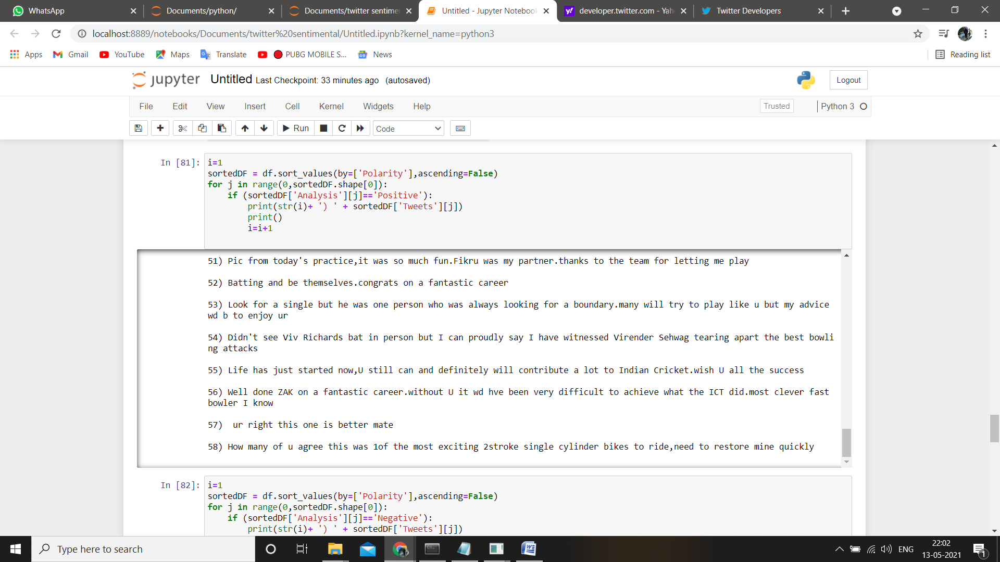 WhatsApp
Documents/python/
Documents/twitter sentime
Untitled - Jupyter Notebook
developer.twitter.com - Yah
Twitter Developers
localhost:8889/notebooks/Documents/twitter%20sentimental/Untitled.ipynb?kernel_name=python3
Apps
Gmail
YouTube
Maps
Translate
PUBG MOBILE S...
News
Reading list
jupyter
Untitled Last Checkpoint: 33 minutes ago (autosaved)
Logout
File
Edit
View
Insert
Cell
Kernel
Widgets
Help
Trusted
Python 3
Run
Code
In [81]:
i=1
sortedDF = df.sort_values(by=['Polarity'],ascending=False)
for j in range(0,sortedDF.shape[0]):
    if (sortedDF['Analysis'][j]=='Positive'):
        print(str(i)+ ') ' + sortedDF['Tweets'][j])
        print()
        i=i+1
51) Pic from today's practice,it was so much fun.Fikru was my partner.thanks to the team for letting me play
52) Batting and be themselves.congrats on a fantastic career
53) Look for a single but he was one person who was always looking for a boundary.many will try to play like u but my advice
wd b to enjoy ur
54) Didn't see Viv Richards bat in person but I can proudly say I have witnessed Virender Sehwag tearing apart the best bowli
ng attacks
55) Life has just started now,U still can and definitely will contribute a lot to Indian Cricket.wish U all the success
56) Well done ZAK on a fantastic career.without U it wd hve been very difficult to achieve what the ICT did.most clever fast
bowler I know
57)  ur right this one is better mate
58) How many of u agree this was 1of the most exciting 2stroke single cylinder bikes to ride,need to restore mine quickly
In [82]:
i=1
sortedDF = df.sort_values(by=['Polarity'],ascending=False)
for j in range(0,sortedDF.shape[0]):
    if (sortedDF['Analysis'][j]=='Negative'):
        print(str(i)+ ') ' + sortedDF['Tweets'][j])
Type here to search
ENG
22:02
13-05-2021
1